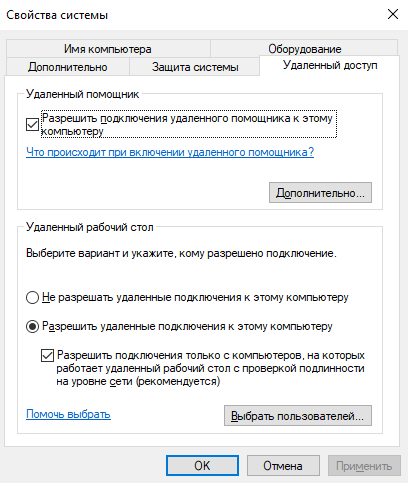 Свойства системы
Имя компьютера
Оборудование
Дополнительно
Защита системы
Удаленный доступ
Удаленный помощник
Разрешить подключения удаленного помощника к этому
компьютеру
Что происходит при включении удаленного помощника?
Дополнительно...
Удаленный рабочий стол
Выберите вариант и укажите, кому разрешено подключение.
Не разрешать удаленные подключения к этому компьютеру
Разрешить удаленные подключения к этому компьютеру
Разрешить подключения только с компьютеров, на которых
работает удаленный рабочий стол с проверкой подлинности
на уровне сети (рекомендуется)
Помочь выбрать
Выбрать пользователей...
OK
Отмена
Применить